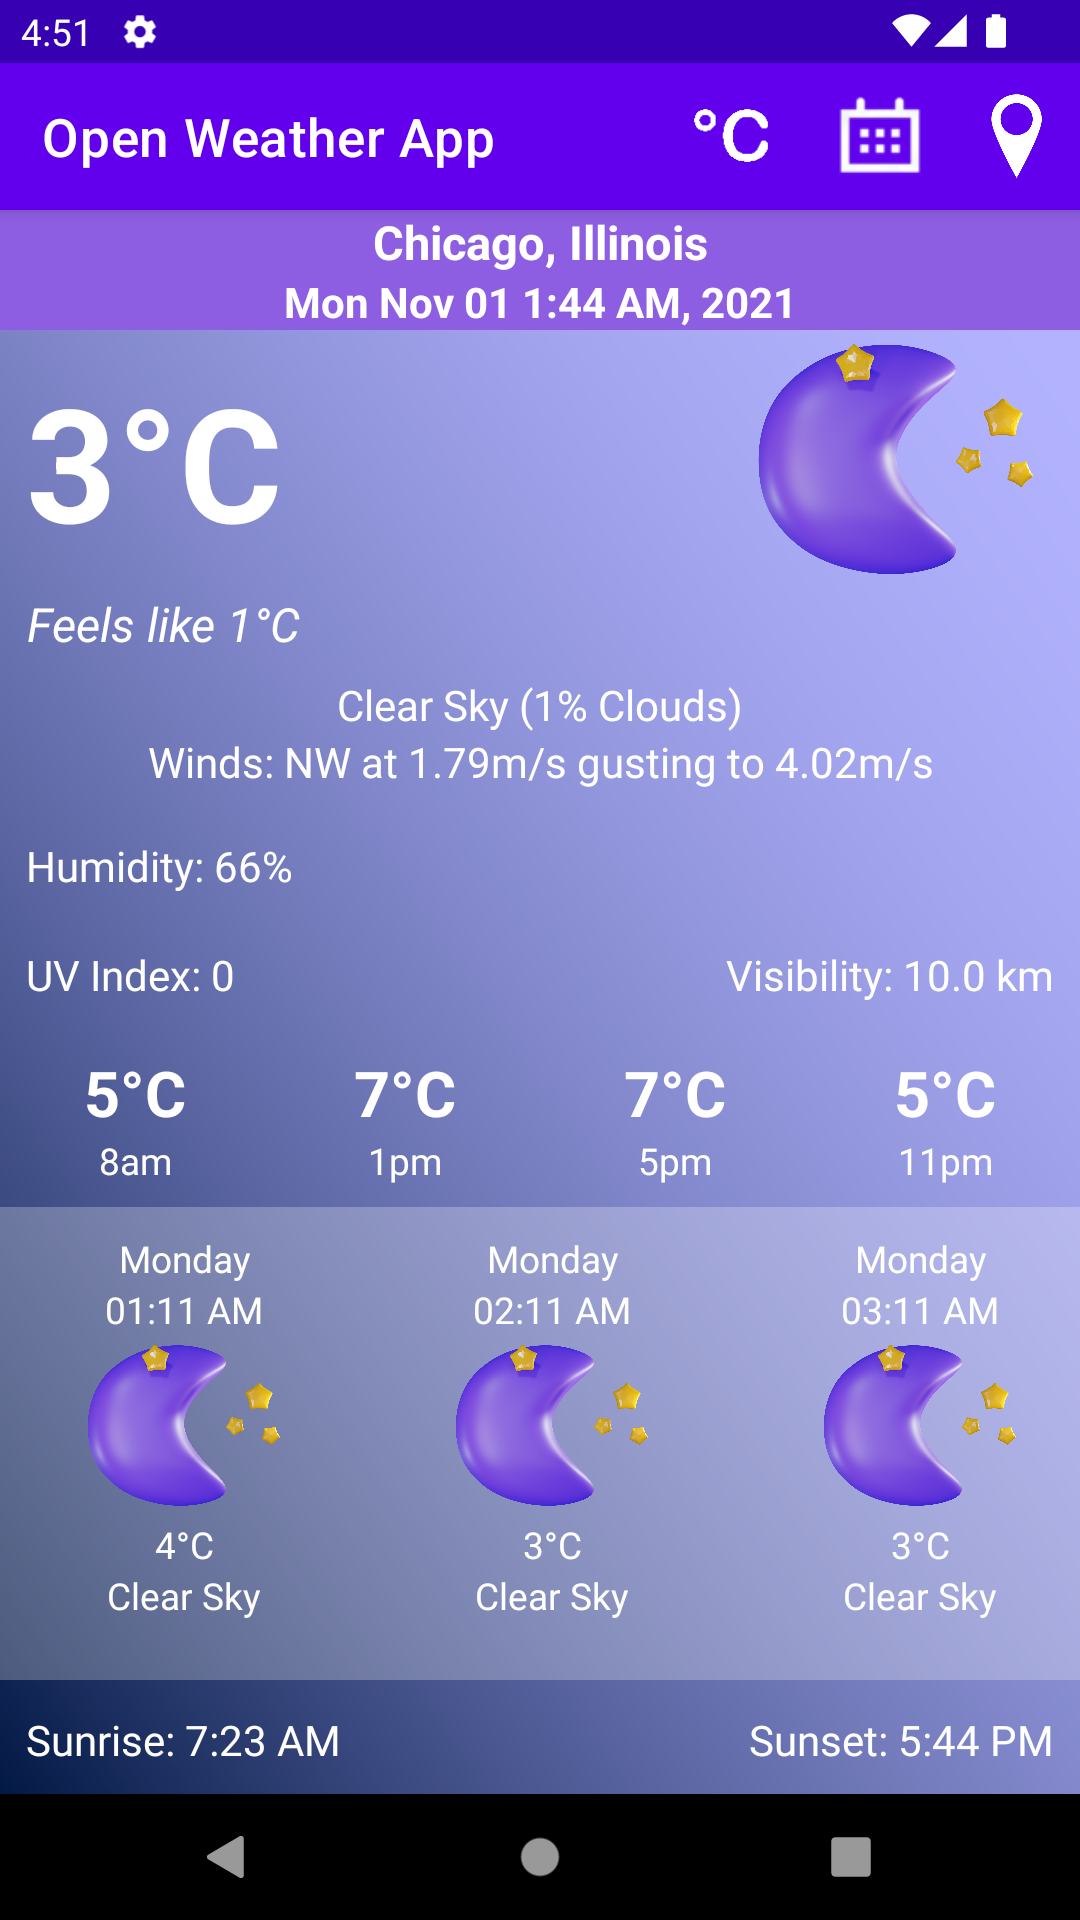 4:51
Open Weather App °C
Chicago, Illinois
Mon Nov 01 1:44 AM, 2021
3°C
Feels like 1°C
Clear Sky (1% Clouds)
Winds: NW at 1.79m/s gusting to 4.02m/s
Humidity: 66%
UV Index: 0 Visibility: 10.0 km
5°C 7°C 7°C 5°C
8am 1pm 5pm 11pm
Monday Monday Monday
01:11 AM 02:11 AM 03:11 AM
4°C 3°C 3°C
Clear Sky Clear Sky Clear Sky
Sunrise: 7:23 AM Sunset: 5:44 PM